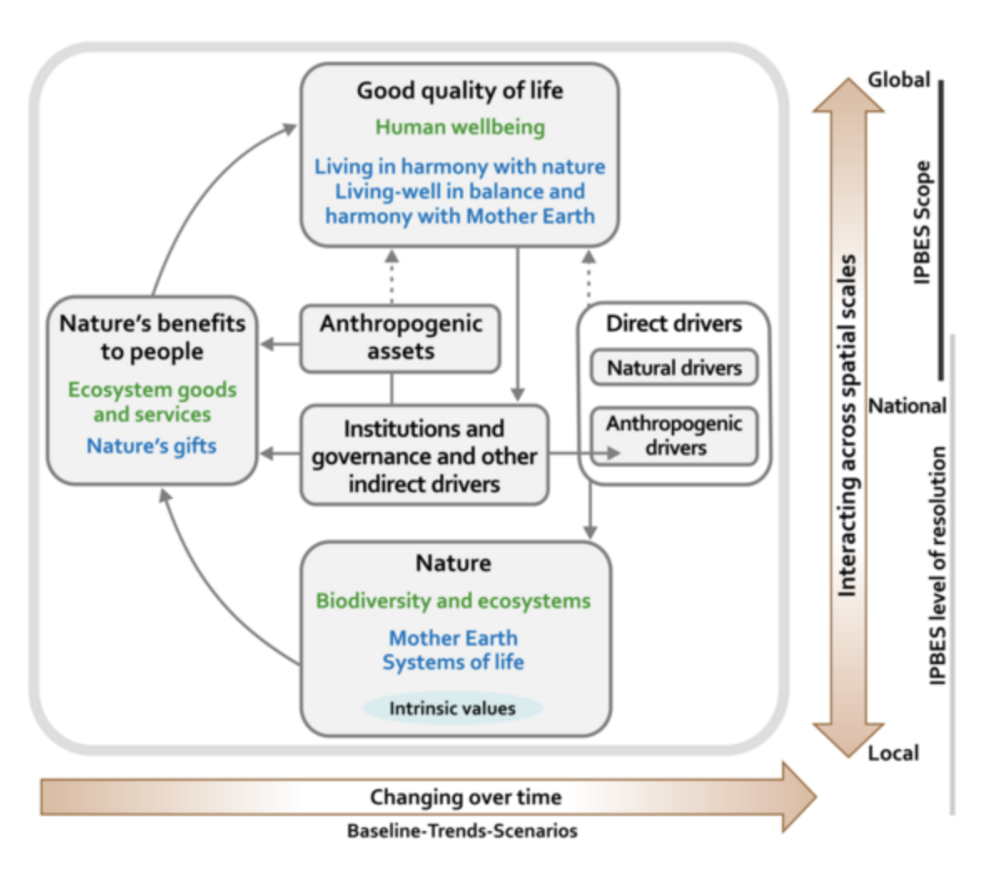 Good quality of life
Human wellbeing
Living in harmony with nature
Living-well in balance and
harmony with Mother Earth
Nature’s benefits
to people
Ecosystem goods
and services
Nature’s gifts
Anthropogenic
assets
Institutions and
governance and other
indirect drivers
Direct drivers
Natural drivers
Anthropogenic
drivers
Nature
Biodiversity and ecosystems
Mother Earth
Systems of life
Intrinsic values
Changing over time
Baseline-Trends-Scenarios
Interacting across spatial scales
Global
IPBES Scope
National
IPBES level of resolution
Local